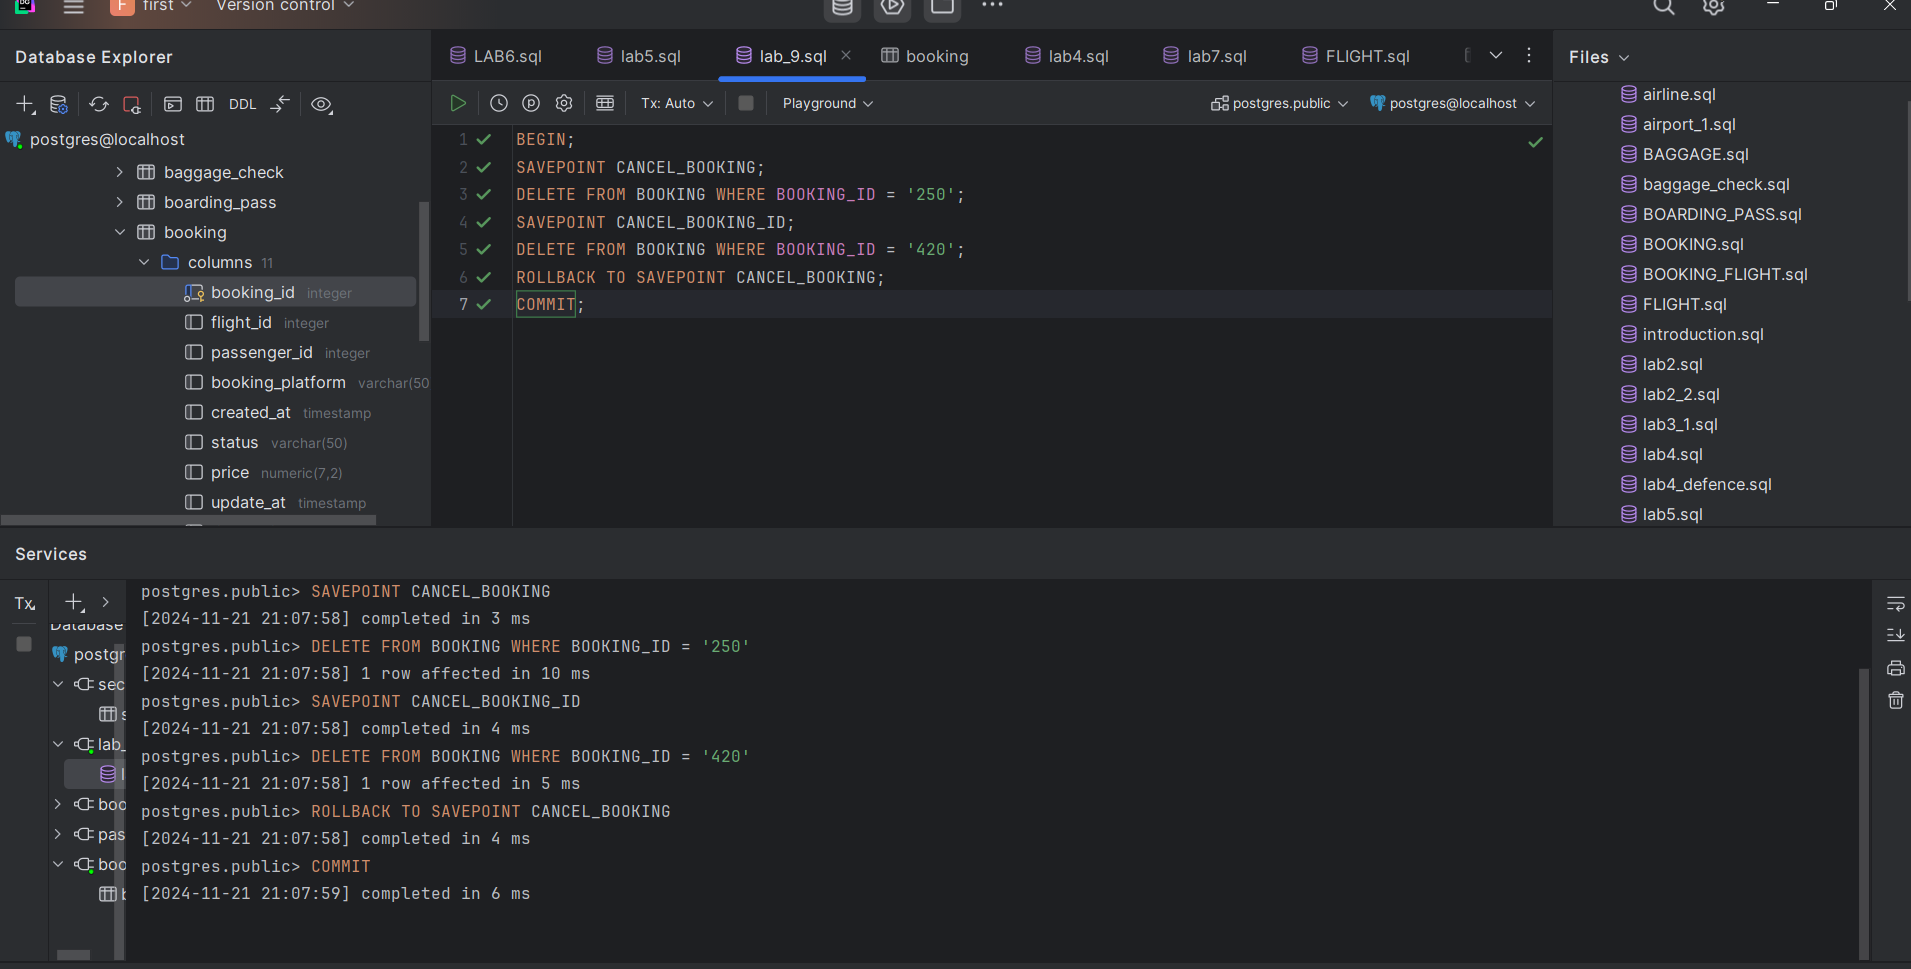 F first Version control
Database Explorer
DDL
postgres@localhost
baggage_check
boarding_pass
booking
columns 11
booking_id integer
flight_id integer
passenger_id integer
booking_platform varchar(50
created_at timestamp
status varchar(50)
price numeric(7,2)
update_at timestamp
LAB6.sql lab5.sql lab_9.sql booking lab4.sql lab7.sql FLIGHT.sql
Tx: Auto Playground postgres.public postgres@localhost
1 BEGIN;
2 SAVEPOINT CANCEL_BOOKING;
3 DELETE FROM BOOKING WHERE BOOKING_ID = '250';
4 SAVEPOINT CANCEL_BOOKING_ID;
5 DELETE FROM BOOKING WHERE BOOKING_ID = '420';
6 ROLLBACK TO SAVEPOINT CANCEL_BOOKING;
7 COMMIT;
Files
airline.sql
airport_1.sql
BAGGAGE.sql
baggage_check.sql
BOARDING_PASS.sql
BOOKING.sql
BOOKING_FLIGHT.sql
FLIGHT.sql
introduction.sql
lab2.sql
lab2_2.sql
lab3_1.sql
lab4.sql
lab4_defence.sql
lab5.sql
Services
Tx
Database
postgr
sec
s
lab_
l
boo
pas
boo
b
postgres.public> SAVEPOINT CANCEL_BOOKING
[2024-11-21 21:07:58] completed in 3 ms
postgres.public> DELETE FROM BOOKING WHERE BOOKING_ID = '250'
[2024-11-21 21:07:58] 1 row affected in 10 ms
postgres.public> SAVEPOINT CANCEL_BOOKING_ID
[2024-11-21 21:07:58] completed in 4 ms
postgres.public> DELETE FROM BOOKING WHERE BOOKING_ID = '420'
[2024-11-21 21:07:58] 1 row affected in 5 ms
postgres.public> ROLLBACK TO SAVEPOINT CANCEL_BOOKING
[2024-11-21 21:07:58] completed in 4 ms
postgres.public> COMMIT
[2024-11-21 21:07:59] completed in 6 ms